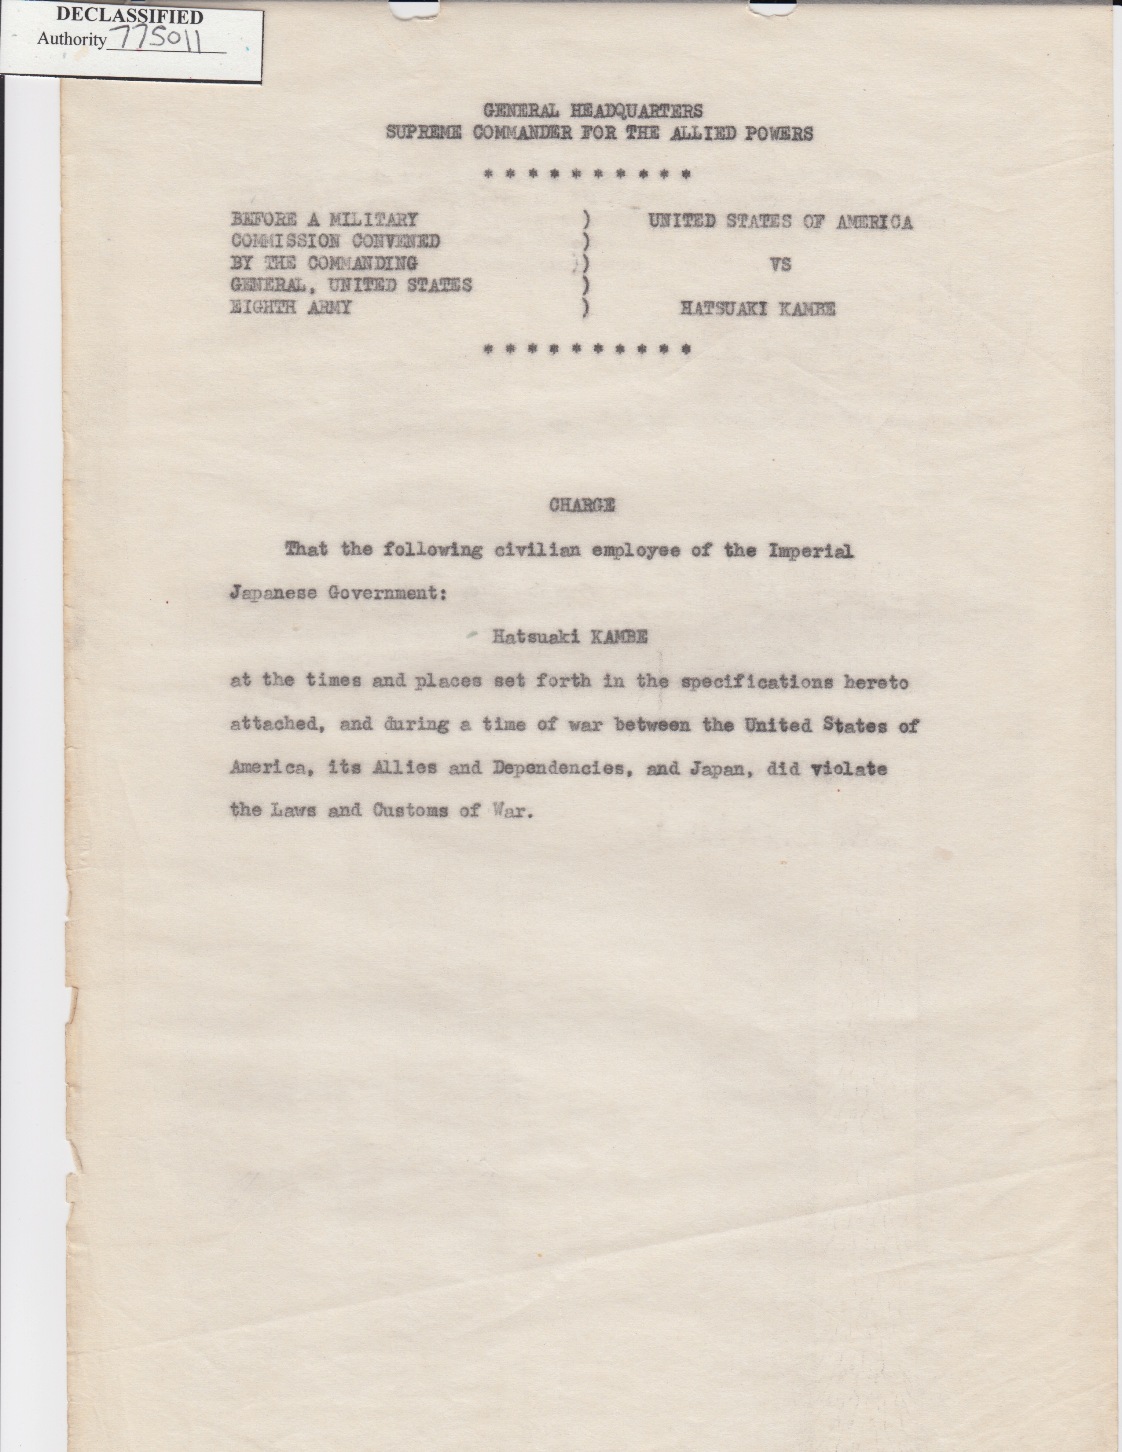 DECLASSIFIED
Authority 775011
GENERAL HEADQUARTERS
SUPREME COMMANDER FOR THE ALLIED POWERS
* * * * * * * * * *
BEFORE A MILITARY ) UNITED STATES OF AMERICA
COMMISSION CONVENED )
BY THE COMMANDING ) VS
GENERAL, UNITED STATES )
EIGHTH ARMY ) HATSUAKI KAMBE
* * * * * * * * * *
CHARGE
That the following civilian employee of the Imperial
Japanese Government:
Hatsuaki KAMBE
at the times and places set forth in the specifications hereto
attached, and during a time of war between the United States of
America, its Allies and Dependencies, and Japan, did violate
the Laws and Customs of War.